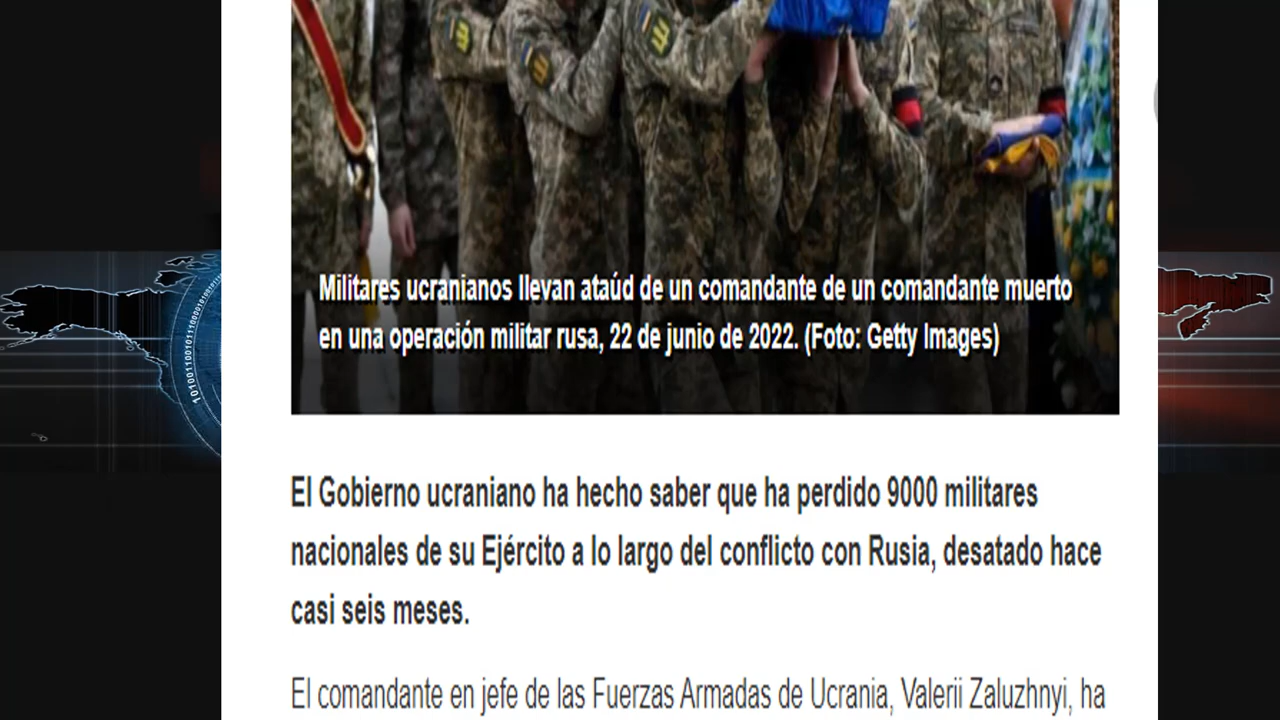 Militares ucranianos llevan ataúd de un comandante de un comandante muerto
en una operación militar rusa, 22 de junio de 2022. (Foto: Getty Images)
El Gobierno ucraniano ha hecho saber que ha perdido 9000 militares
nacionales de su Ejército a lo largo del conflicto con Rusia, desatado hace
casi seis meses.
El comandante en jefe de las Fuerzas Armadas de Ucrania, Valerii Zaluzhnyi, ha